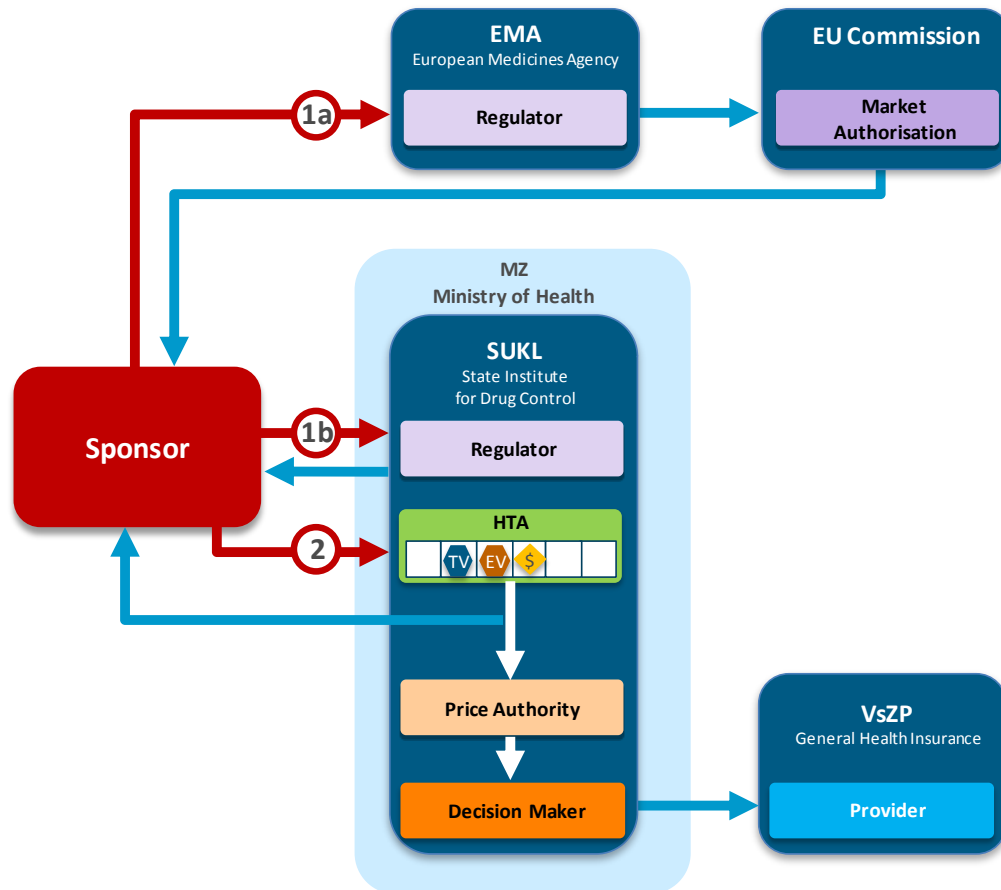 EMA
European Medicines Agency
Regulator
EU Commission
Market
Authorisation
1a
MZ
Ministry of Health
SUKL
State Institute
for Drug Control
Sponsor
1b
Regulator
2
HTA
TV
EV
$
Price Authority
Decision Maker
VsZP
General Health Insurance
Provider